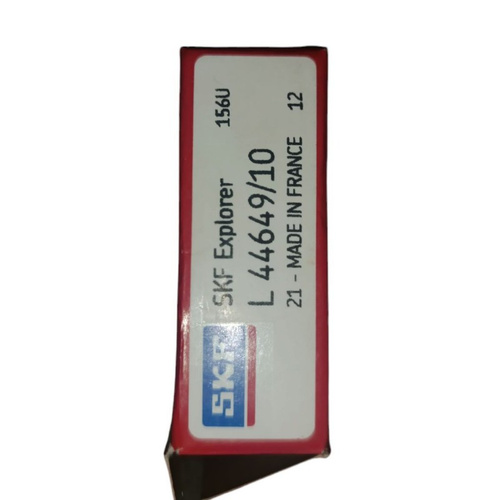 SKF
SKF Explorer 156U
L 44649/10
21 - MADE IN FRANCE 12